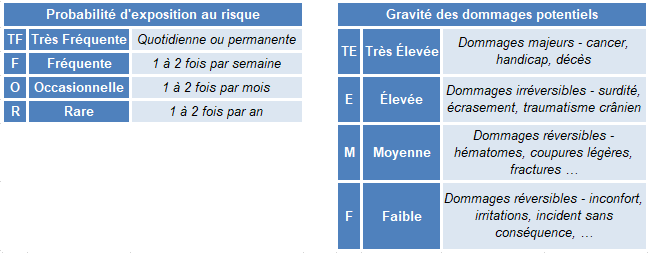 Probabilité d'exposition au risque
TF Très Fréquente Quotidienne ou permanente
F Fréquente 1 à 2 fois par semaine
O Occasionnelle 1 à 2 fois par mois
R Rare 1 à 2 fois par an
Gravité des dommages potentiels
TE Très Élevée Dommages majeurs - cancer,
handicap, décès
E Élevée Dommages irréversibles - surdité,
écrasement, traumatisme crânien
M Moyenne Dommages réversibles -
hématomes, coupures légères,
fractures …
F Faible Dommages réversibles - inconfort,
irritations, incident sans
conséquence, …